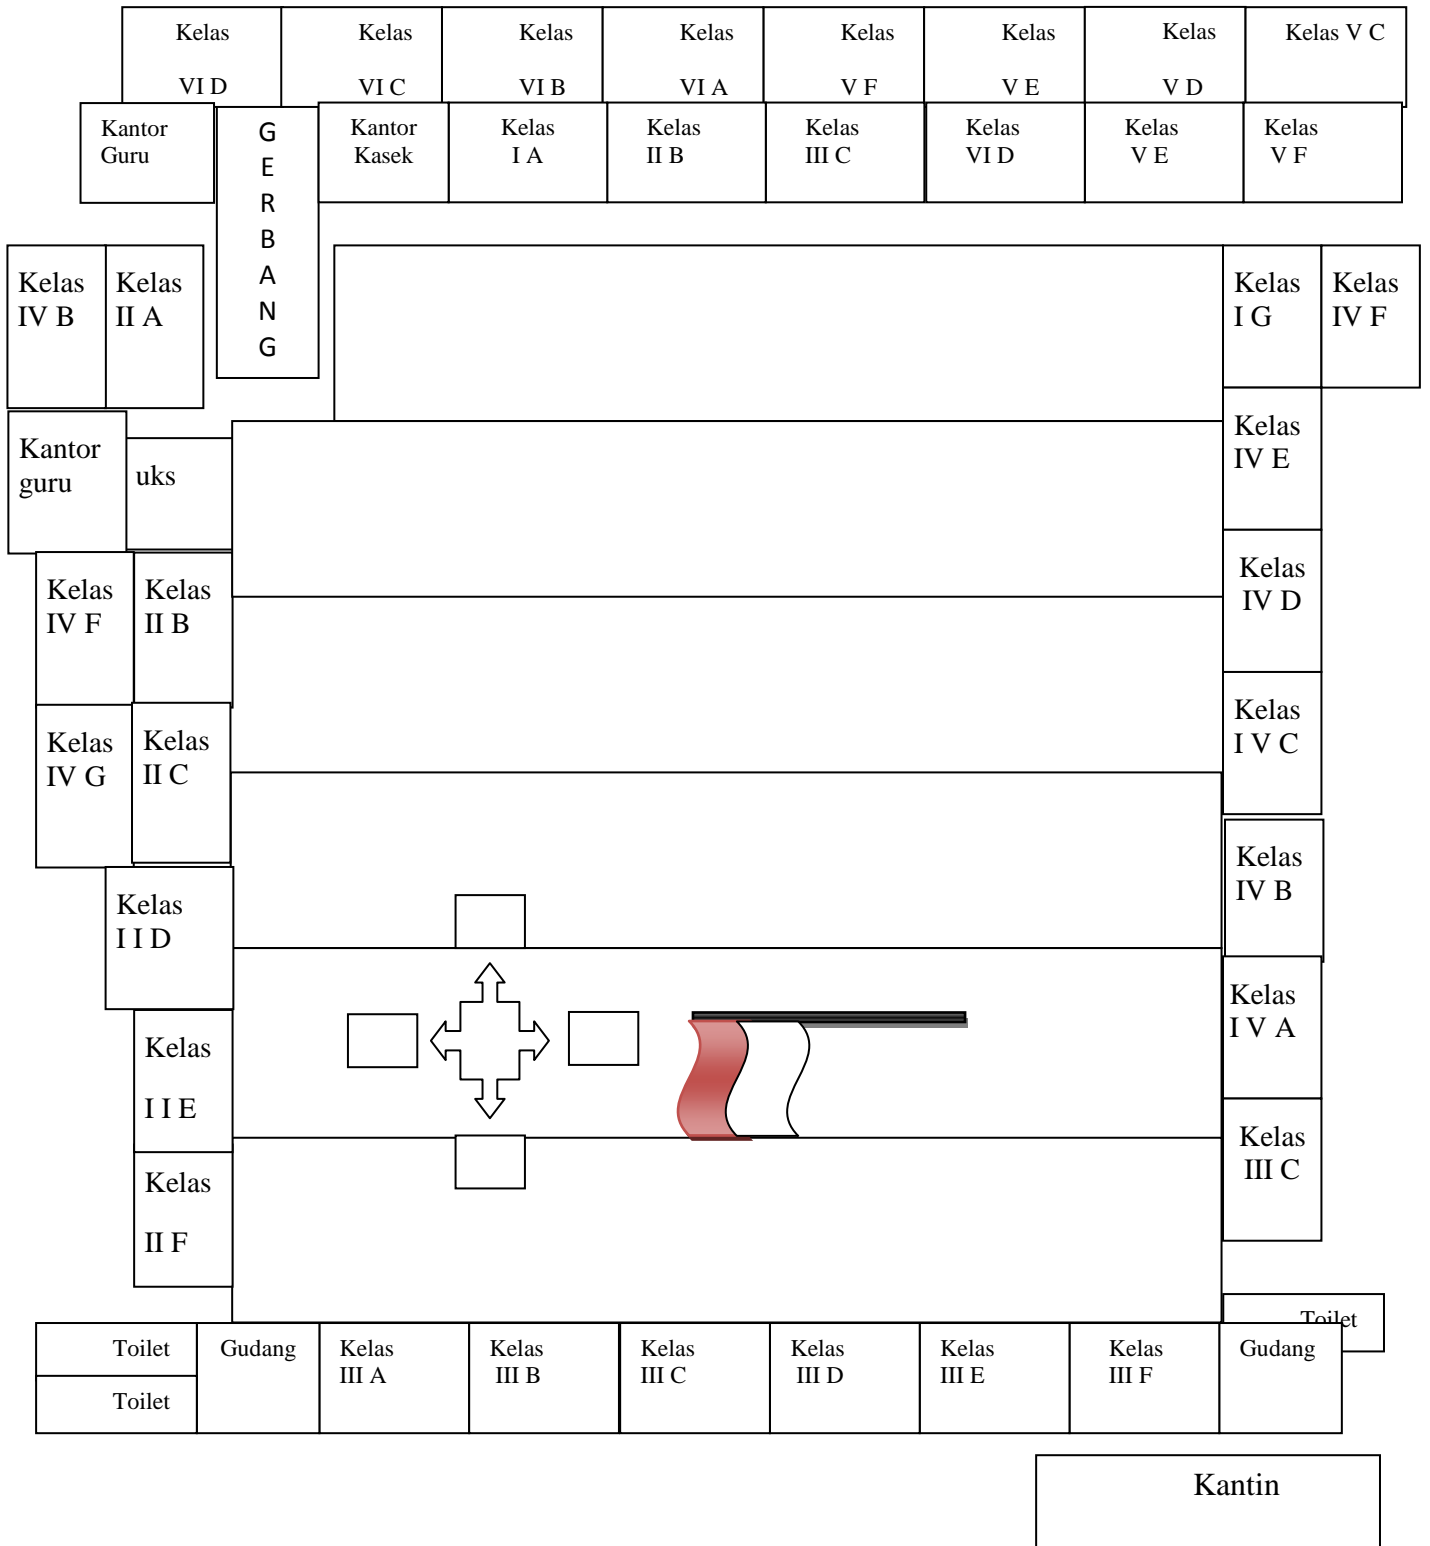 Kelas
VI D
Kelas
VI C
Kelas
VI B
Kelas
VI A
Kelas
V F
Kelas
V E
Kelas
V D
Kelas V C
Kantor
Guru
G
E
R
B
A
N
G
Kantor
Kasek
Kelas
I A
Kelas
II B
Kelas
III C
Kelas
VI D
Kelas
V E
Kelas
V F
Kelas
IV B
Kelas
II A
Kelas
I G
Kelas
IV F
Kantor
guru
uks
Kelas
IV E
Kelas
IV F
Kelas
II B
Kelas
IV D
Kelas
IV G
Kelas
II C
Kelas
I V C
Kelas
I I D
Kelas
IV B
Kelas
I I E
Kelas
I V A
Kelas
II F
Kelas
III C
Toilet
Toilet
Toilet
Gudang
Kelas
III A
Kelas
III B
Kelas
III C
Kelas
III D
Kelas
III E
Kelas
III F
Gudang
Kantin